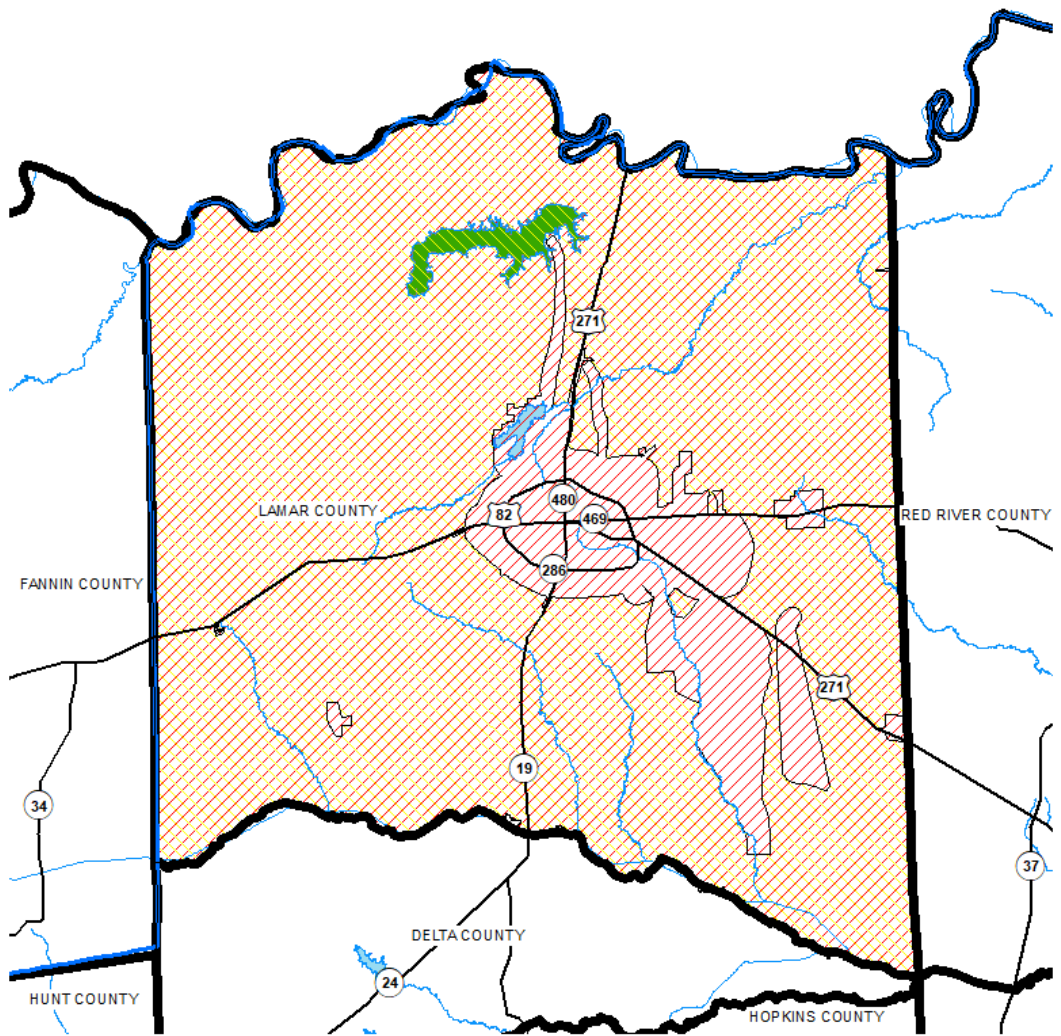 271
LAMAR COUNTY
82
480
469
RED RIVER COUNTY
286
FANNIN COUNTY
271
19
34
37
DELTA COUNTY
24
HUNT COUNTY
HOPKINS COUNTY